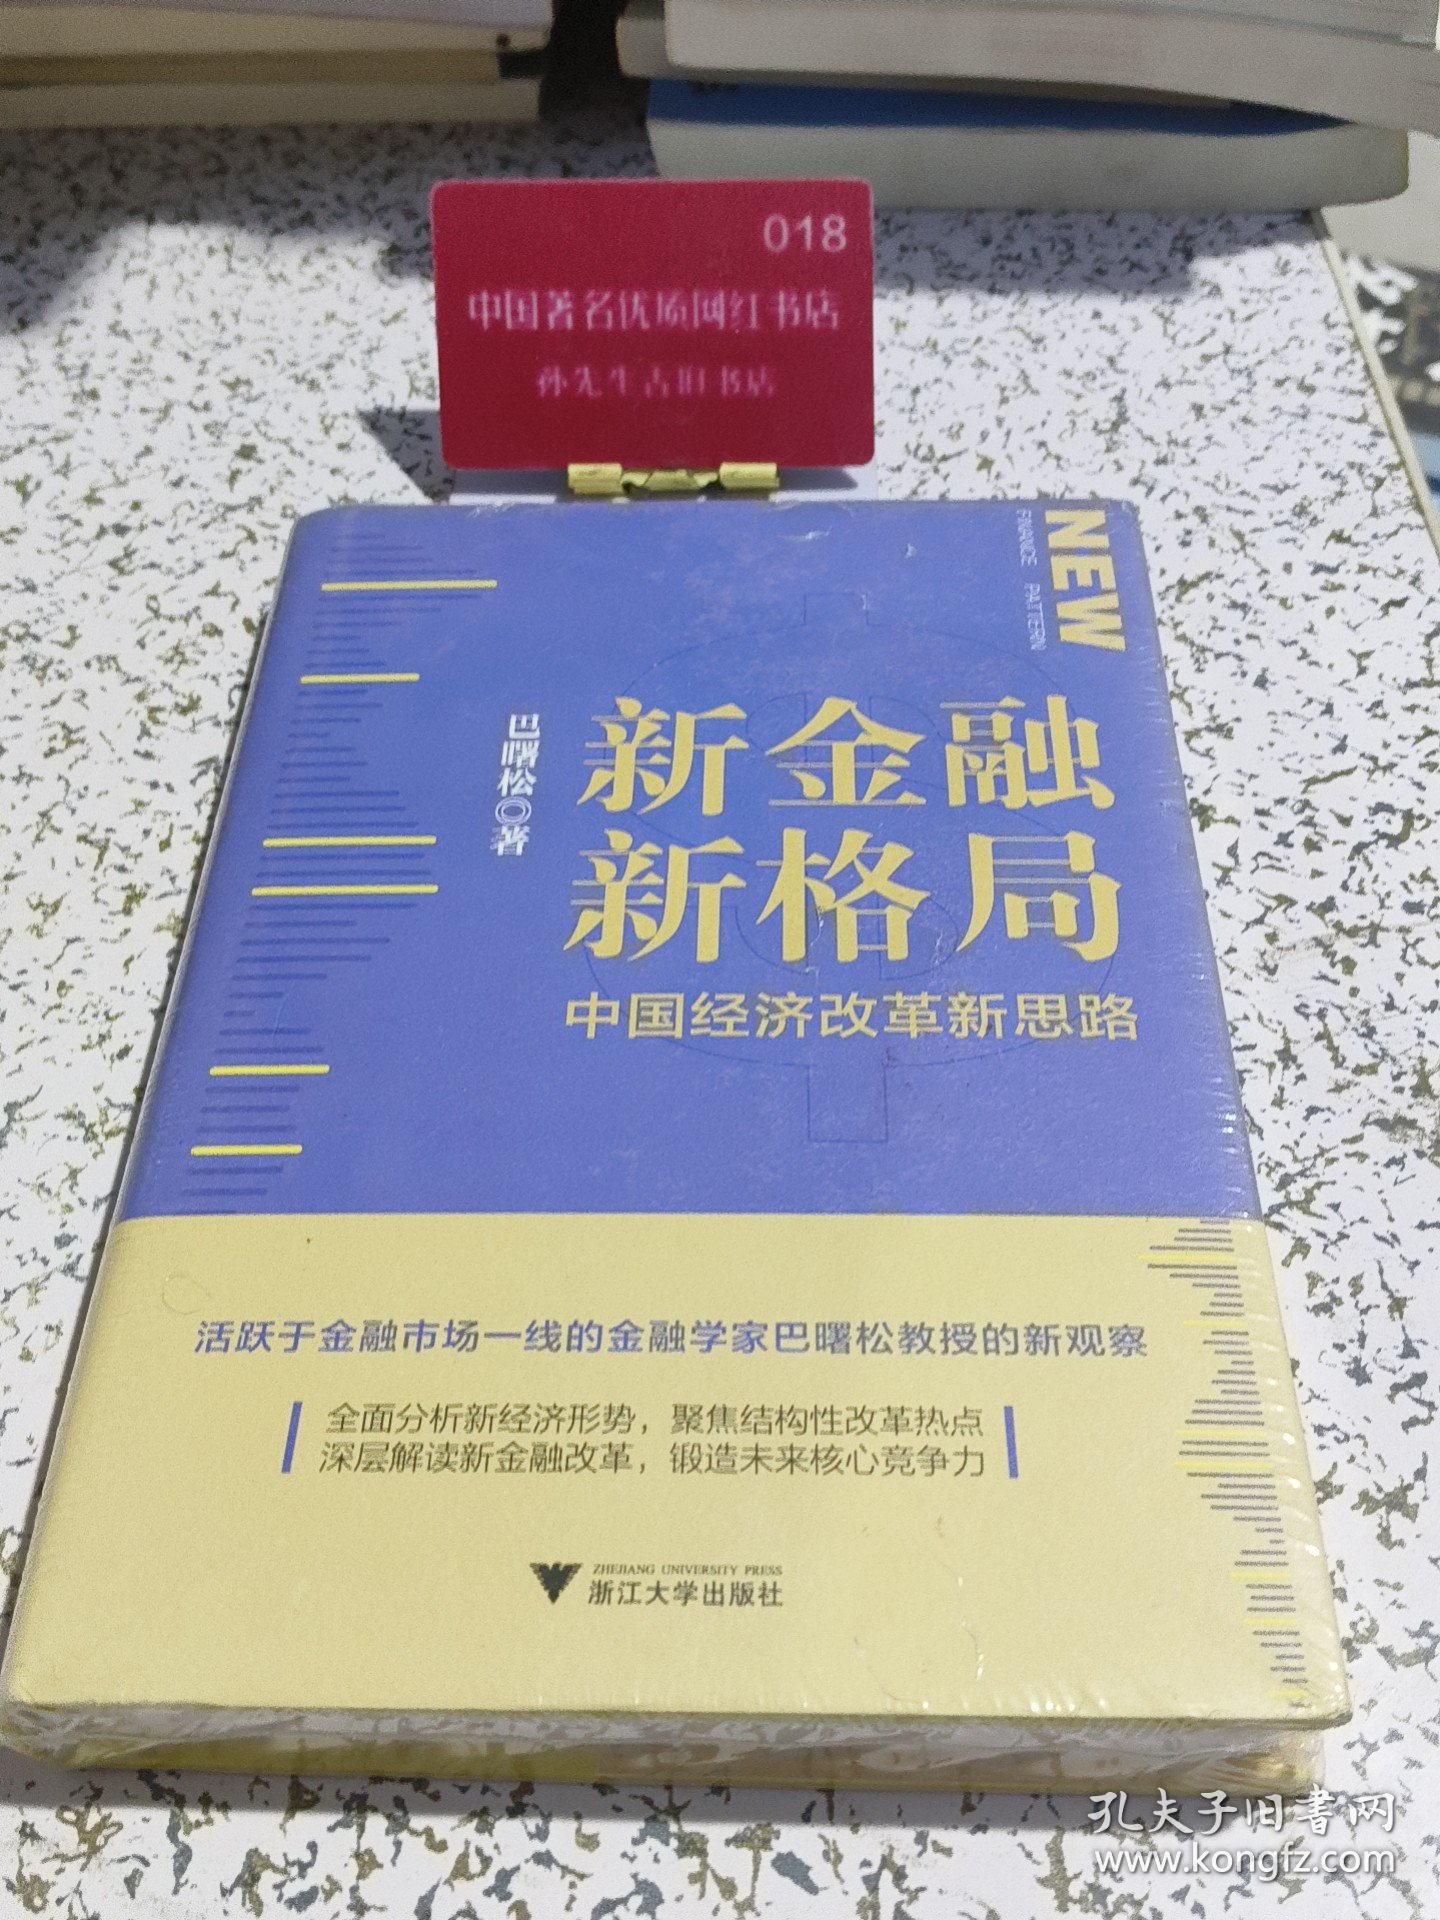 018
中国著名优质网红书店
孙先生古旧书店
NEW
FINANCE PATTERN
新金融
新格局
中国经济改革新思路
巴曙松◎著
活跃于金融市场一线的金融学家巴曙松教授的新观察
全面分析新经济形势，聚焦结构性改革热点
深层解读新金融改革，锻造未来核心竞争力
ZHEJIANG UNIVERSITY PRESS
浙江大学出版社
孔夫子旧書网
www.kongfz.com